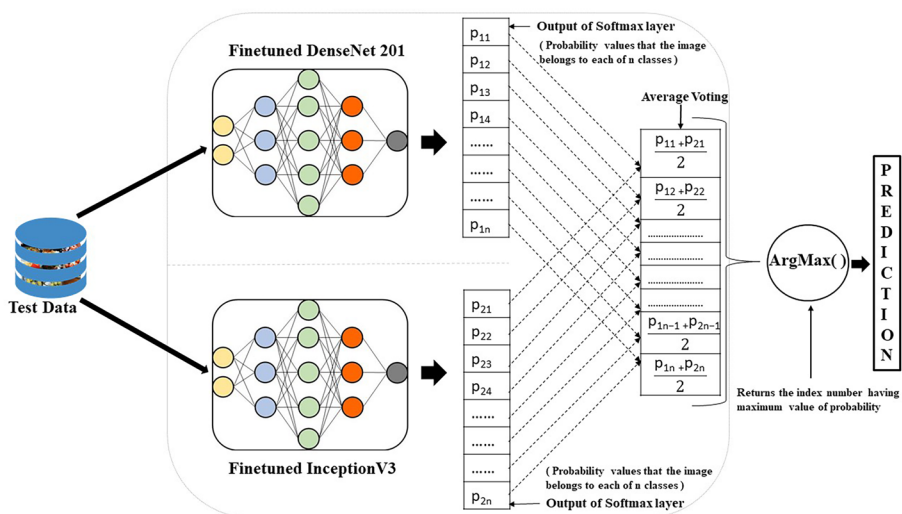 Finetuned DenseNet 201
Output of Softmax layer
( Probability values that the image
belongs to each of n classes )
p11
p12
p13
p14
......
......
p1n
Average Voting
p11 +p21
2
p12 +p22
2
.....................
.....................
.....................
.....................
p1n−1 +p2n−1
2
p1n + p2n
2
ArgMax( )
PREDICTION
Returns the index number having
maximum value of probability
Test Data
p21
p22
p23
p24
......
......
......
p2n
Finetuned InceptionV3
( Probability values that the image
belongs to each of n classes )
Output of Softmax layer